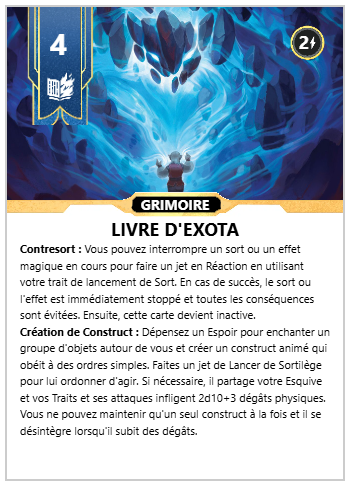 4
2
GRIMOIRE
LIVRE D'EXOTA
Contresort : Vous pouvez interrompre un sort ou un effet
magique en cours pour faire un jet en Réaction en utilisant
votre trait de lancement de Sort. En cas de succès, le sort ou
l'effet est immédiatement stoppé et toutes les conséquences
sont évitées. Ensuite, cette carte devient inactive.
Création de Construct : Dépensez un Espoir pour enchanter un
groupe d'objets autour de vous et créer un construct animé qui
obéit à des ordres simples. Faites un jet de Lancer de Sortilège
pour lui ordonner d'agir. Si nécessaire, il partage votre Esquive
et vos Traits et ses attaques infligent 2d10+3 dégâts physiques.
Vous ne pouvez maintenir qu'un seul construct à la fois et il se
désintègre lorsqu'il subit des dégâts.